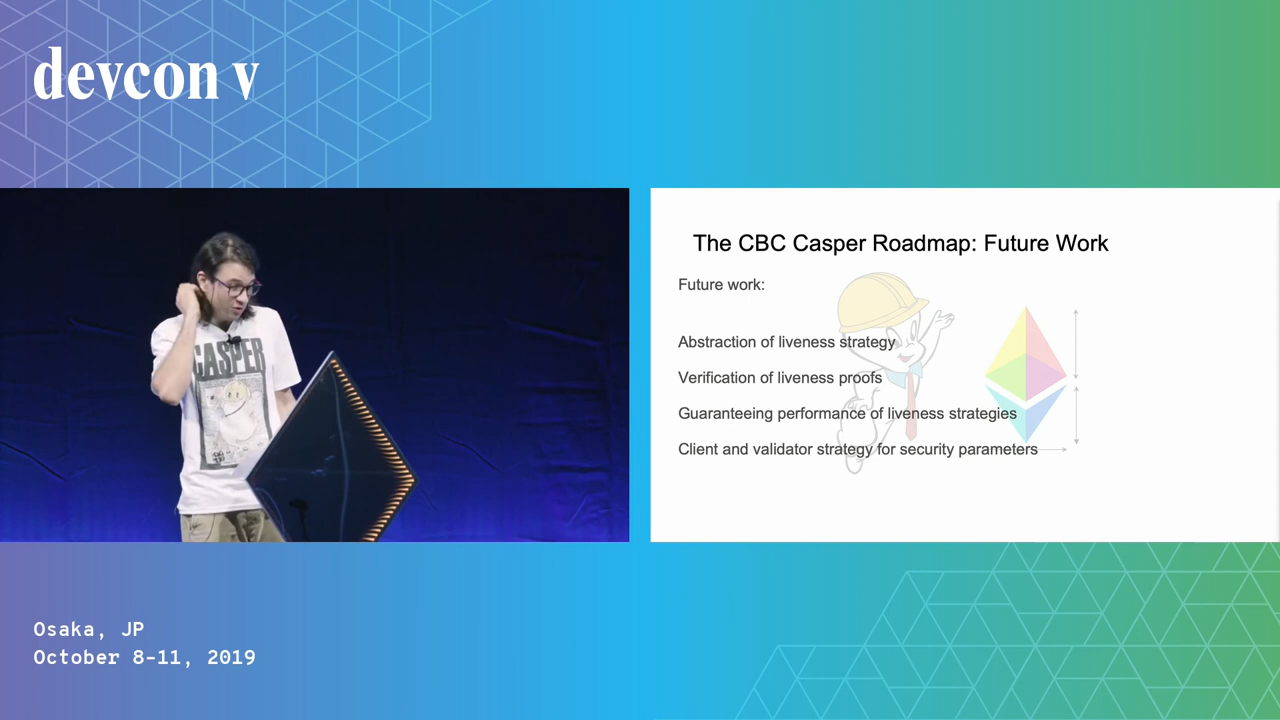 devcon v
CASPER
The CBC Casper Roadmap: Future Work
Future work:
Abstraction of liveness strategy
Verification of liveness proofs
Guaranteeing performance of liveness strategies
Client and validator strategy for security parameters
Osaka, JP
October 8-11, 2019